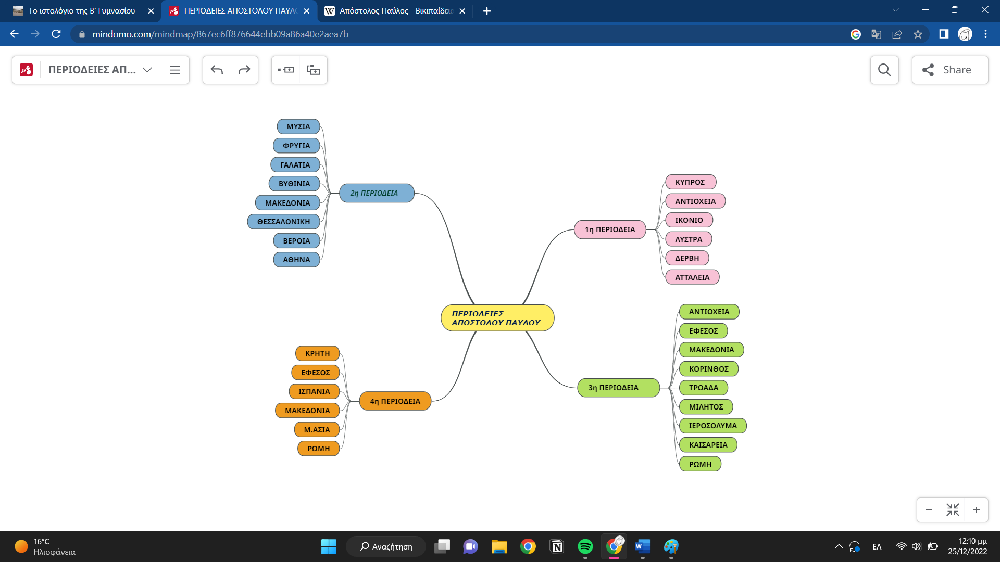 Το ιστολόγιο της Β' Γυμνασίου –
ΠΕΡΙΟΔΕΙΕΣ ΑΠΟΣΤΟΛΟΥ ΠΑΥΛΟ
Απόστολος Παύλος - Βικιπαίδεια
mindomo.com/mindmap/867ec6ff876644ebb09a86a40e2aea7b
ΠΕΡΙΟΔΕΙΕΣ ΑΠ...
Share
ΜΥΣΙΑ
ΦΡΥΓΙΑ
ΓΑΛΑΤΙΑ
ΒΥΘΙΝΙΑ
ΜΑΚΕΔΟΝΙΑ
ΘΕΣΣΑΛΟΝΙΚΗ
ΒΕΡΟΙΑ
ΑΘΗΝΑ
2η ΠΕΡΙΟΔΕΙΑ
1η ΠΕΡΙΟΔΕΙΑ
ΚΥΠΡΟΣ
ΑΝΤΙΟΧΕΙΑ
ΙΚΟΝΙΟ
ΛΥΣΤΡΑ
ΔΕΡΒΗ
ΑΤΤΑΛΕΙΑ
ΠΕΡΙΟΔΕΙΕΣ
ΑΠΟΣΤΟΛΟΥ ΠΑΥΛΟΥ
ΚΡΗΤΗ
ΕΦΕΣΟΣ
ΙΣΠΑΝΙΑ
ΜΑΚΕΔΟΝΙΑ
Μ.ΑΣΙΑ
ΡΩΜΗ
4η ΠΕΡΙΟΔΕΙΑ
3η ΠΕΡΙΟΔΕΙΑ
ΑΝΤΙΟΧΕΙΑ
ΕΦΕΣΟΣ
ΜΑΚΕΔΟΝΙΑ
ΚΟΡΙΝΘΟΣ
ΤΡΩΑΔΑ
ΜΙΛΗΤΟΣ
ΙΕΡΟΣΟΛΥΜΑ
ΚΑΙΣΑΡΕΙΑ
ΡΩΜΗ
16°C
Ηλιοφάνεια
Αναζήτηση
ΕΛ
12:10 μμ
25/12/2022